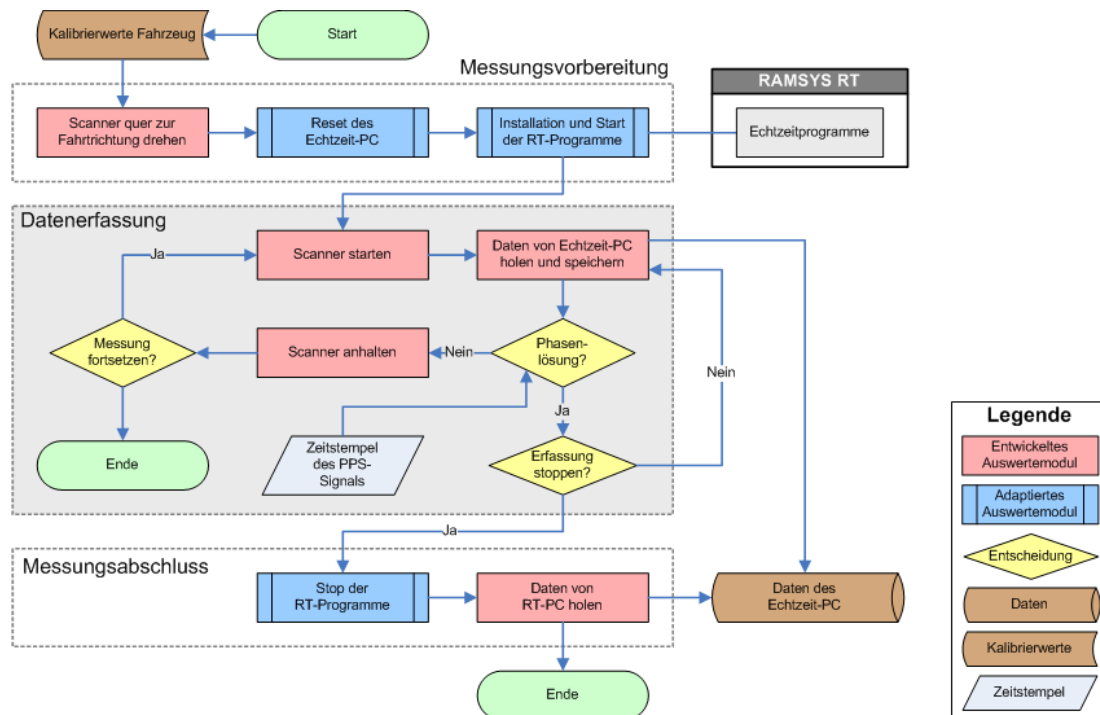 Kalibrierwerte Fahrzeug
Start
Messungsvorbereitung
RAMSYS RT
Scanner quer zur
Fahrtrichtung drehen
Reset des
Echtzeit-PC
Installation und Start
der RT-Programme
Echtzeitprogramme
Datenerfassung
Ja
Scanner starten
Daten von Echtzeit-PC
holen und speichern
Messung
fortsetzen?
Scanner anhalten
Nein
Phasen-
lösung?
Nein
Ja
Ende
Zeitstempel
des PPS-
Signals
Erfassung
stoppen?
Ja
Messungsabschluss
Stop der
RT-Programme
Daten von
RT-PC holen
Daten des
Echtzeit-PC
Ende
Legende
Entwickeltes
Auswertemodul
Adaptiertes
Auswertemodul
Entscheidung
Daten
Kalibrierwerte
Zeitstempel